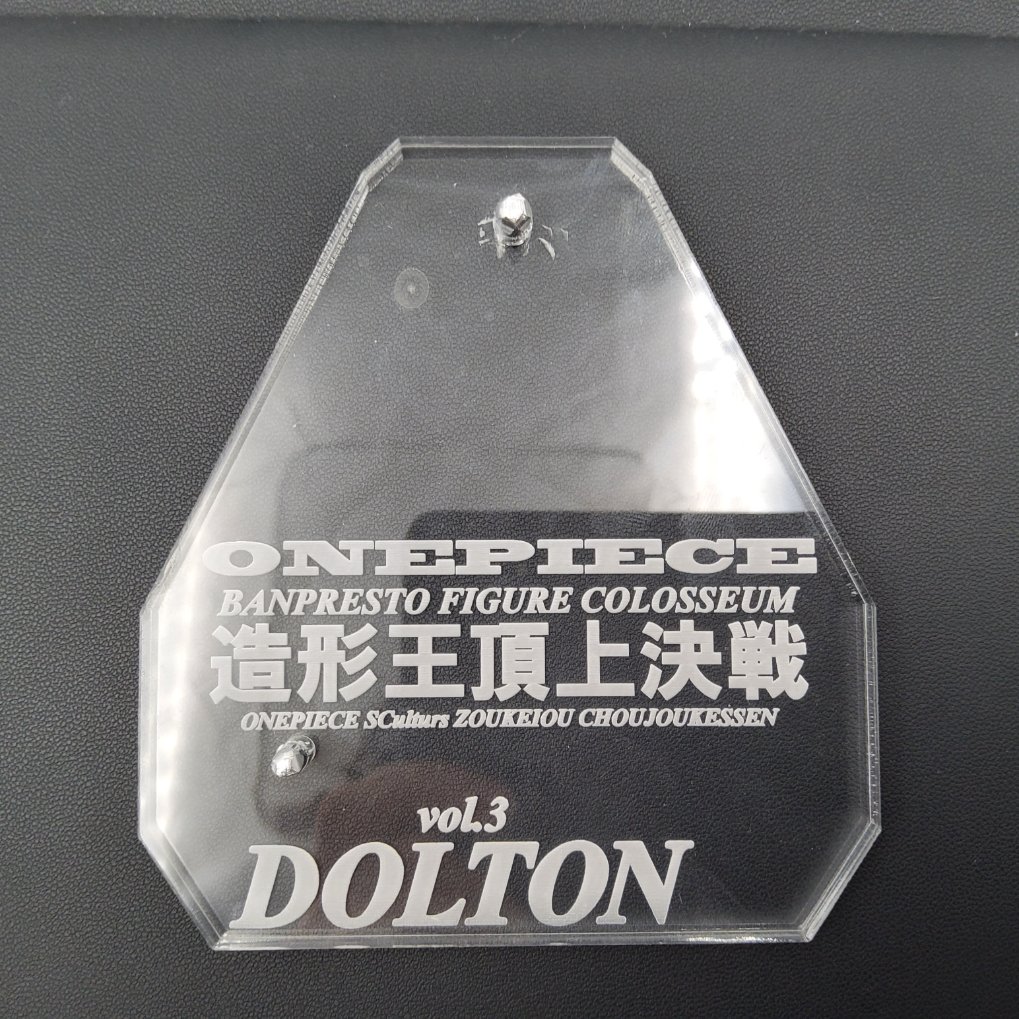 ONEPIECE
BANPRESTO FIGURE COLOSSEUM
造形王頂上決戦
ONEPIECE SCulturs ZOUKEIOU CHOUJOUKESSEN
vol.3
DOLTON